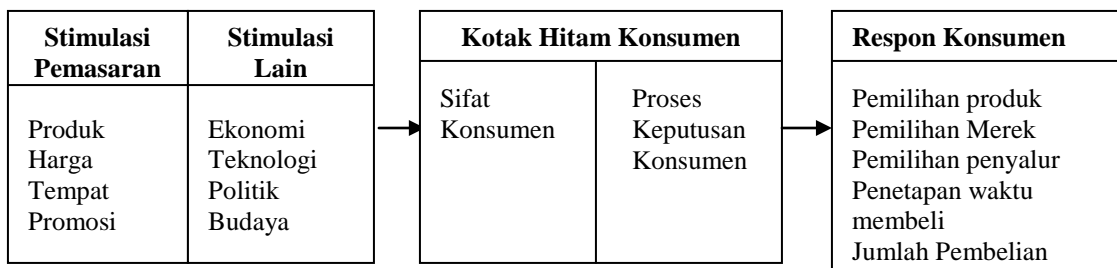 Stimulasi
Pemasaran
Stimulasi
Lain
Kotak Hitam Konsumen
Respon Konsumen
Produk
Harga
Tempat
Promosi
Ekonomi
Teknologi
Politik
Budaya
Sifat
Konsumen
Proses
Keputusan
Konsumen
Pemilihan produk
Pemilihan Merek
Pemilihan penyalur
Penetapan waktu
membeli
Jumlah Pembelian